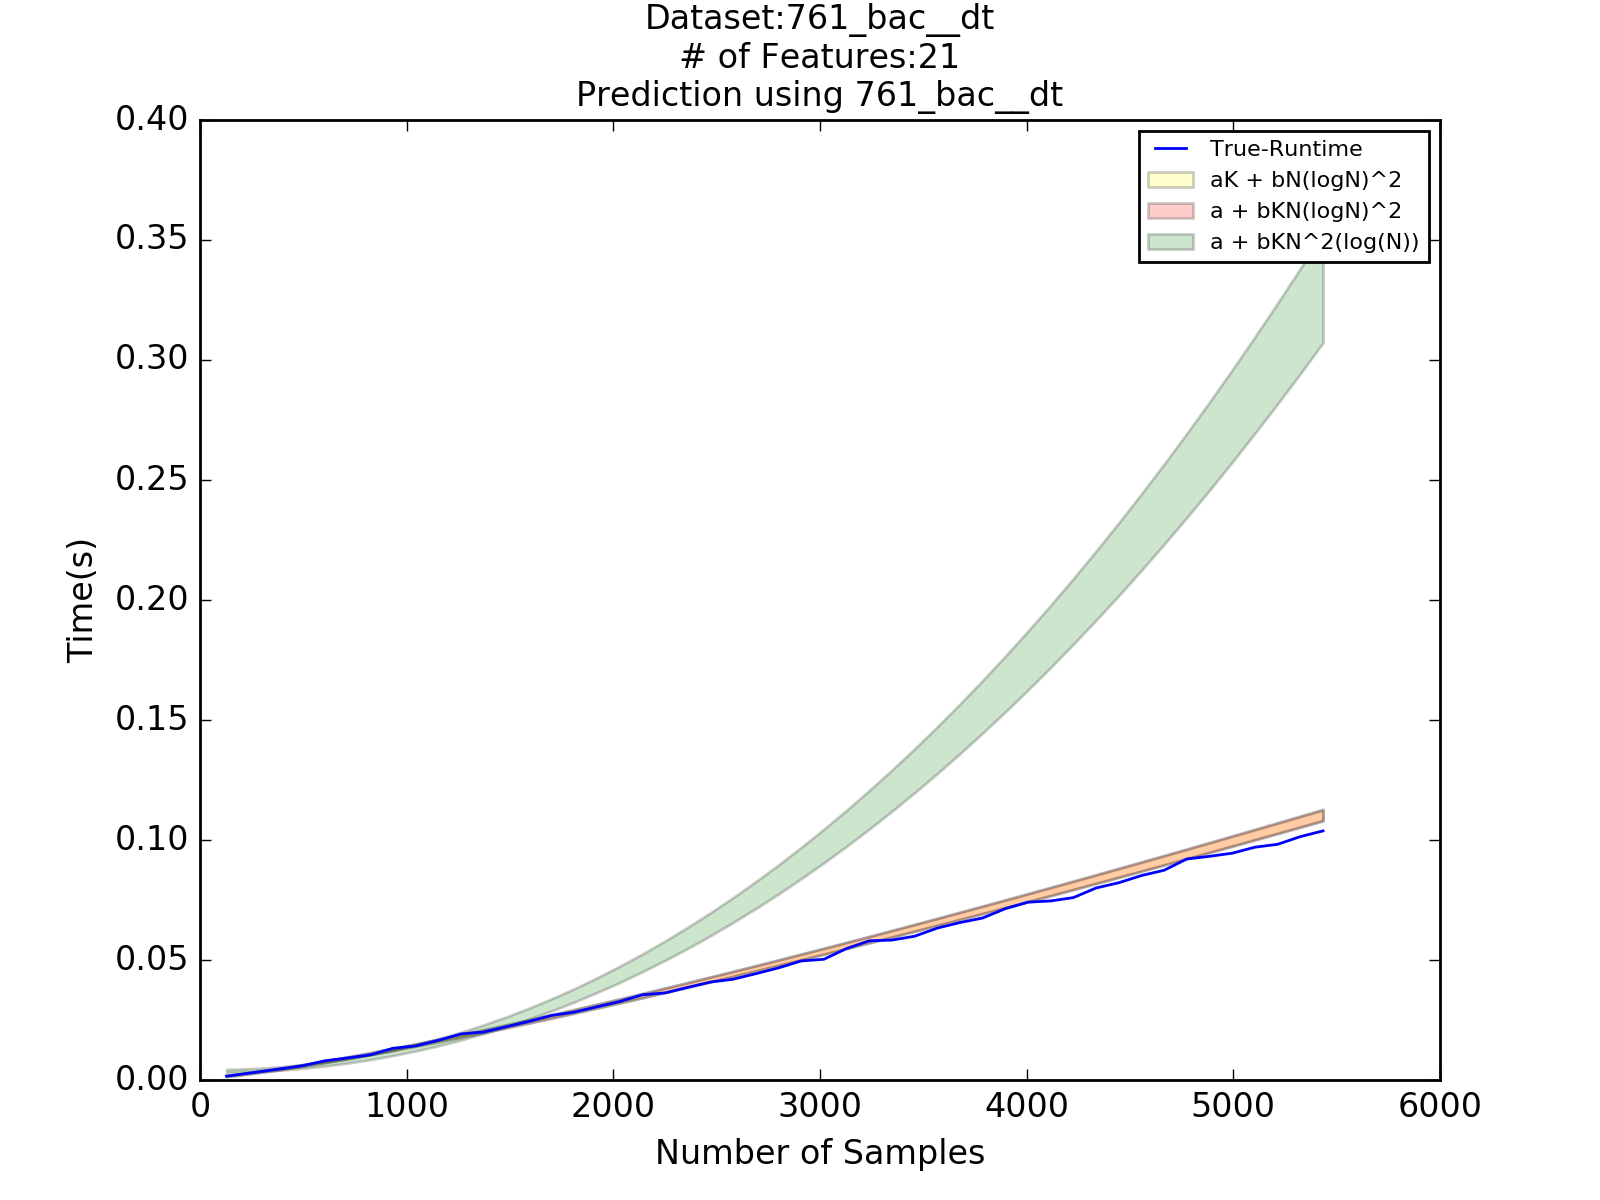 Dataset:761_bac__dt
# of Features:21
Prediction using 761_bac__dt
0.40
0.35
0.30
0.25
0.20
0.15
0.10
0.05
0.00
Time(s)
True-Runtime
aK + bN(logN)^2
a + bKN(logN)^2
a + bKN^2(log(N))
0 1000 2000 3000 4000 5000 6000
Number of Samples